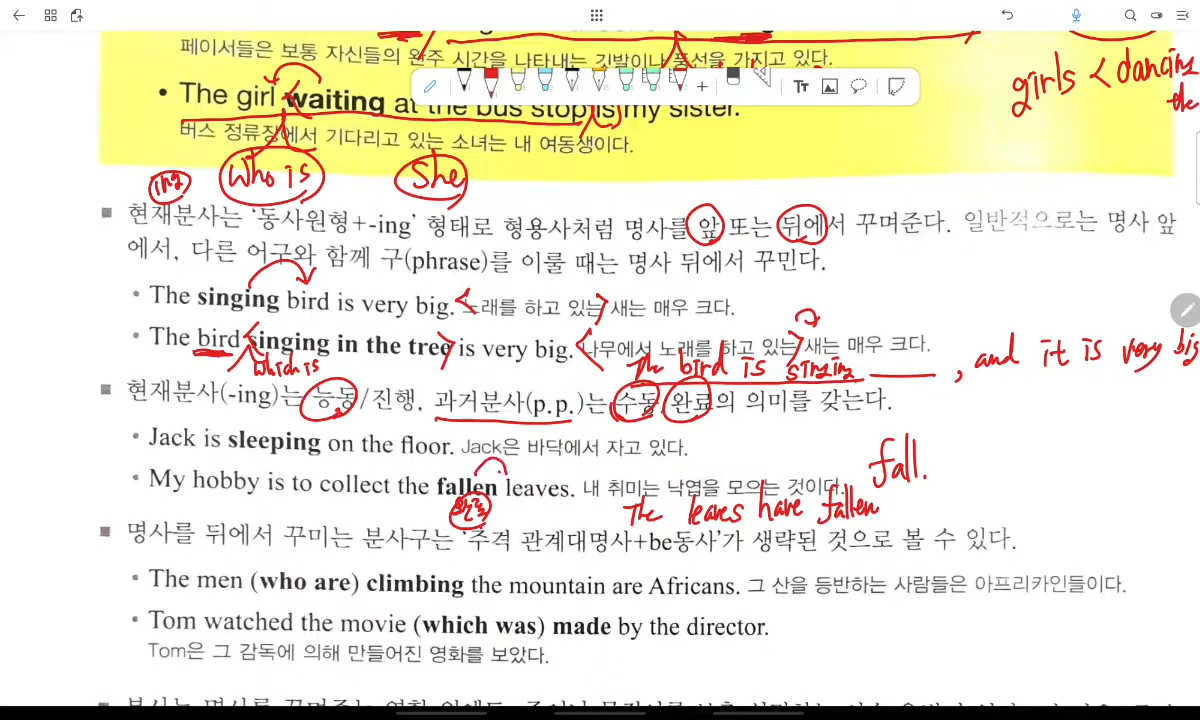 페이서들은 보통 자신들의 완주 시간을 나타내는 깃발이나 풍선을 가지고 있다.
girls < dancing
the
• The girl waiting at the bus stop is my sister.
버스 정류장에서 기다리고 있는 소녀는 내 여동생이다.
ing who is She
현재분사는 ‘동사원형+-ing’ 형태로 형용사처럼 명사를 앞 또는 뒤에서 꾸며준다. 일반적으로는 명사 앞
에서, 다른 어구와 함께 구(phrase)를 이룰 때는 명사 뒤에서 꾸민다.
• The singing bird is very big. 노래를 하고 있는 새는 매우 크다.
• The bird singing in the tree is very big. 나무에서 노래를 하고 있는 새는 매우 크다.
which is The bird is singing , and it is very big
현재분사(-ing)는 능동/진행, 과거분사(p.p.)는 수동, 완료의 의미를 갖는다.
• Jack is sleeping on the floor. Jack은 바닥에서 자고 있다.
fall.
• My hobby is to collect the fallen leaves. 내 취미는 낙엽을 모으는 것이다.
완료 The leaves have fallen
명사를 뒤에서 꾸미는 분사구는 ‘주격 관계대명사+be동사’가 생략된 것으로 볼 수 있다.
• The men (who are) climbing the mountain are Africans. 그 산을 등반하는 사람들은 아프리카인들이다.
• Tom watched the movie (which was) made by the director.
Tom은 그 감독에 의해 만들어진 영화를 보았다.